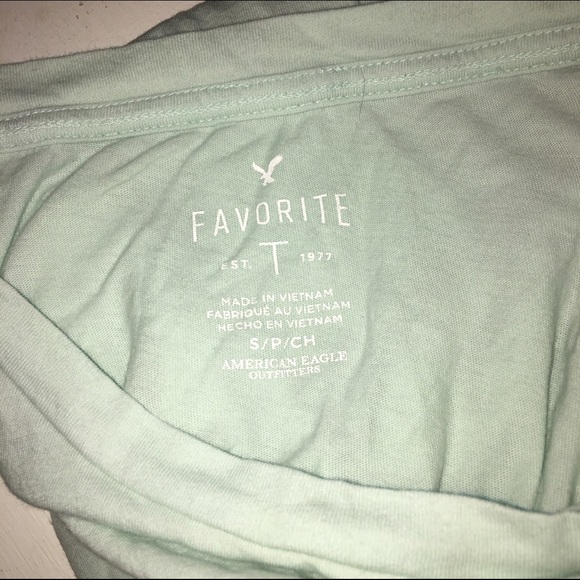 FAVORITE
EST. T 1977
MADE IN VIETNAM
FABRIQUÉ AU VIETNAM
HECHO EN VIETNAM
S/P/CH
AMERICAN EAGLE
OUTFITTERS